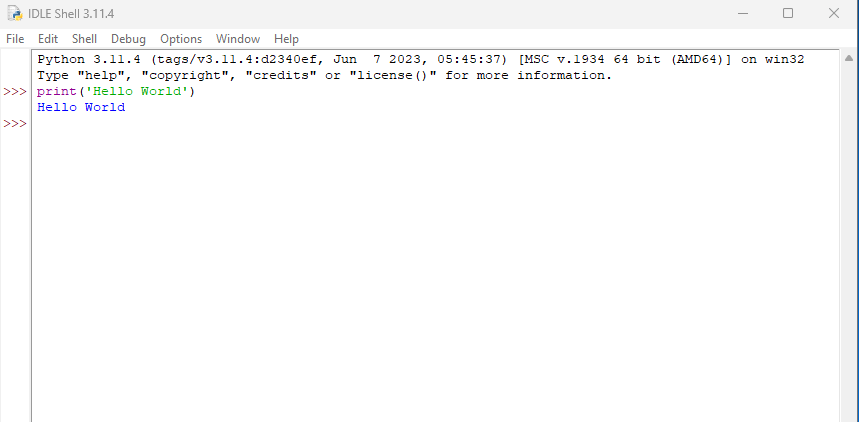 IDLE Shell 3.11.4
File Edit Shell Debug Options Window Help
Python 3.11.4 (tags/v3.11.4:d2340ef, Jun  7 2023, 05:45:37) [MSC v.1934 64 bit (AMD64)] on win32
Type "help", "copyright", "credits" or "license()" for more information.
>>> print('Hello World')
Hello World
>>>